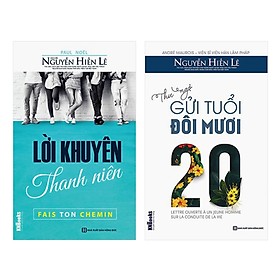 PAUL NOËL
NGUYỄN HIẾN LÊ
LỜI KHUYÊN
Thanh niên
FAIS TON CHEMIN
ANDRÉ MAUROIS - VIỆN SĨ VIỆN HÀN LÂM PHÁP
NGUYỄN HIẾN LÊ
Thư ngỏ
GỬI TUỔI
ĐÔI MƯƠI
20
LETTRE OUVERTE À UN JEUNE HOMME
SUR LA CONDUITE DE LA VIE